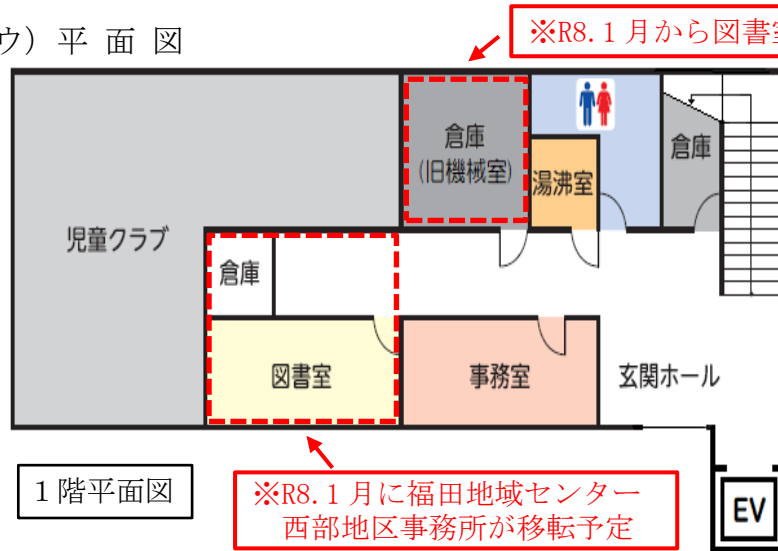 ウ）平 面 図
※R8.1月から図書室
倉庫
(旧機械室)
倉庫
湯沸室
児童クラブ
倉庫
図書室
事務室
玄関ホール
1階平面図
※R8.1月に福田地域センター
西部地区事務所が移転予定
EV